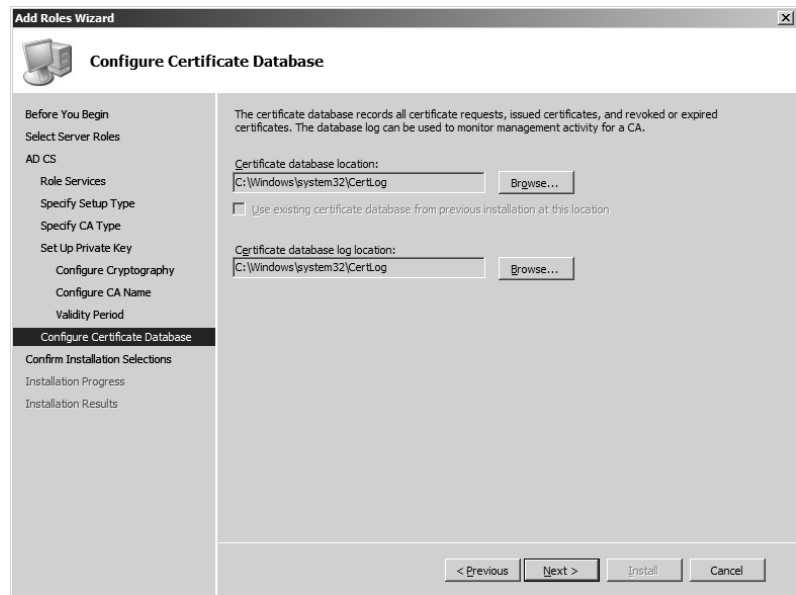 Add Roles Wizard
Configure Certificate Database
Before You Begin
Select Server Roles
AD CS
Role Services
Specify Setup Type
Specify CA Type
Set Up Private Key
Configure Cryptography
Configure CA Name
Validity Period
Configure Certificate Database
Confirm Installation Selections
Installation Progress
Installation Results
The certificate database records all certificate requests, issued certificates, and revoked or expired
certificates. The database log can be used to monitor management activity for a CA.
Certificate database location:
C:\Windows\system32\CertLog Browse...
Use existing certificate database from previous installation at this location
Certificate database log location:
C:\Windows\system32\CertLog Browse...
< Previous Next > Install Cancel